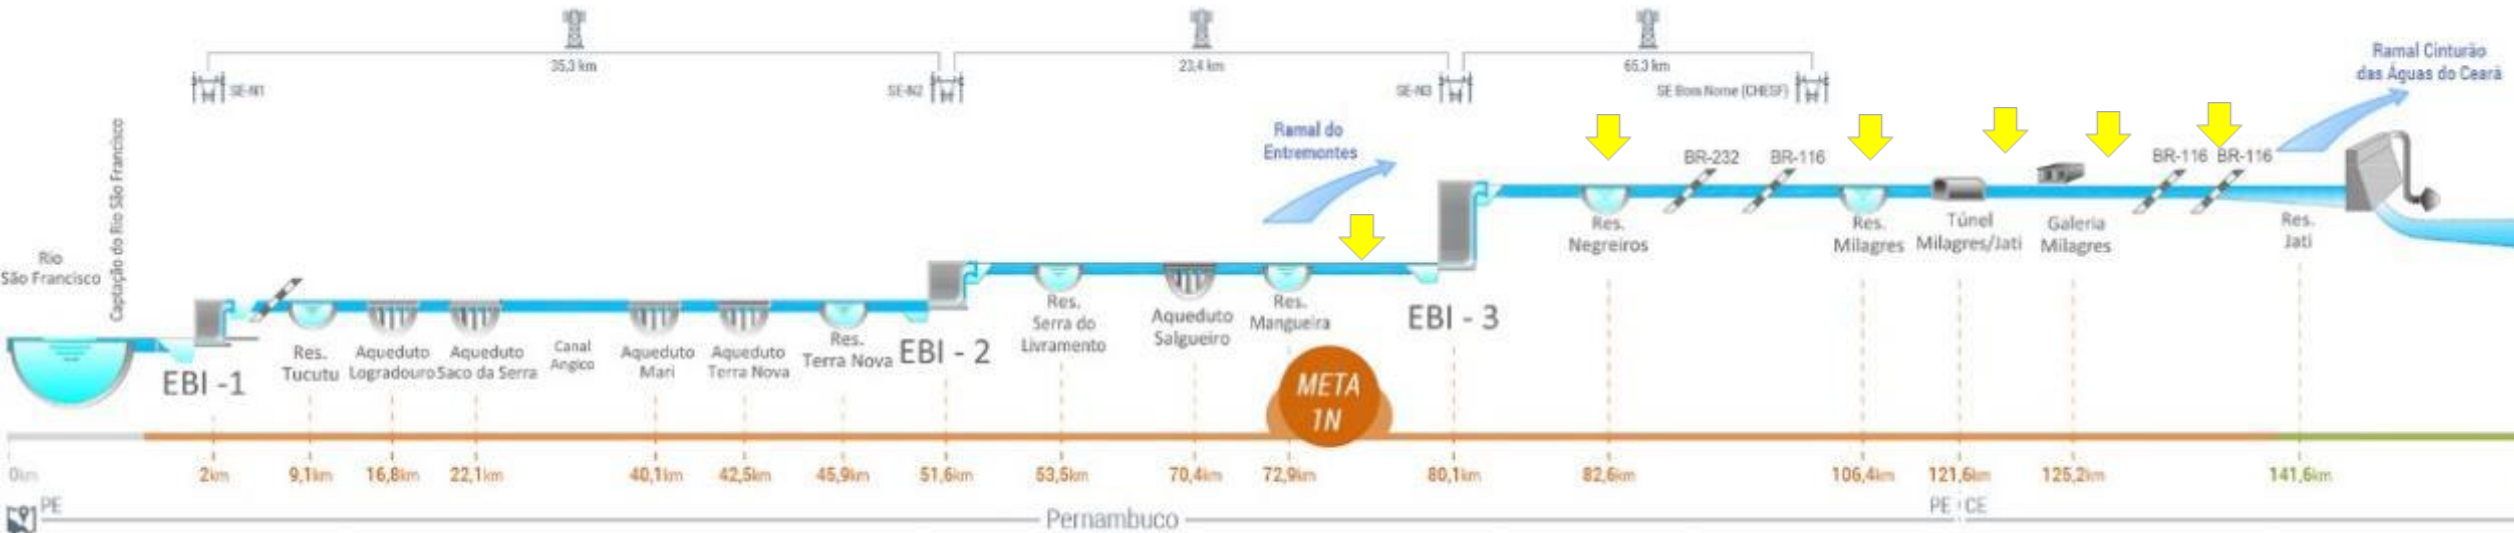 35,3 km
23,4 km
65,3 km
SE-N1
SE-N2
SE-N3
SE Bom Nome (CHESF)
Ramal Cinturão
das Águas do Ceará
Ramal do
Entremontes
BR-232
BR-116
BR-116
BR-116
Captação do Rio São Francisco
Rio
São Francisco
EBI -1
Res.
Tucutu
Aqueduto
Logradouro
Aqueduto
Saco da Serra
Canal
Angico
Aqueduto
Mari
Aqueduto
Terra Nova
Res.
Terra Nova
EBI - 2
Res.
Serra do
Livramento
Aqueduto
Salgueiro
Res.
Mangueira
EBI - 3
Res.
Negreiros
Res.
Milagres
Túnel
Milagres/Jati
Galeria
Milagres
Res.
Jati
META
1N
0km
2km
9,1km
16,8km
22,1km
40,1km
42,5km
45,9km
51,6km
53,5km
70,4km
72,9km
80,1km
82,6km
106,4km
121,6km
125,2km
141,6km
PE
Pernambuco
PE CE